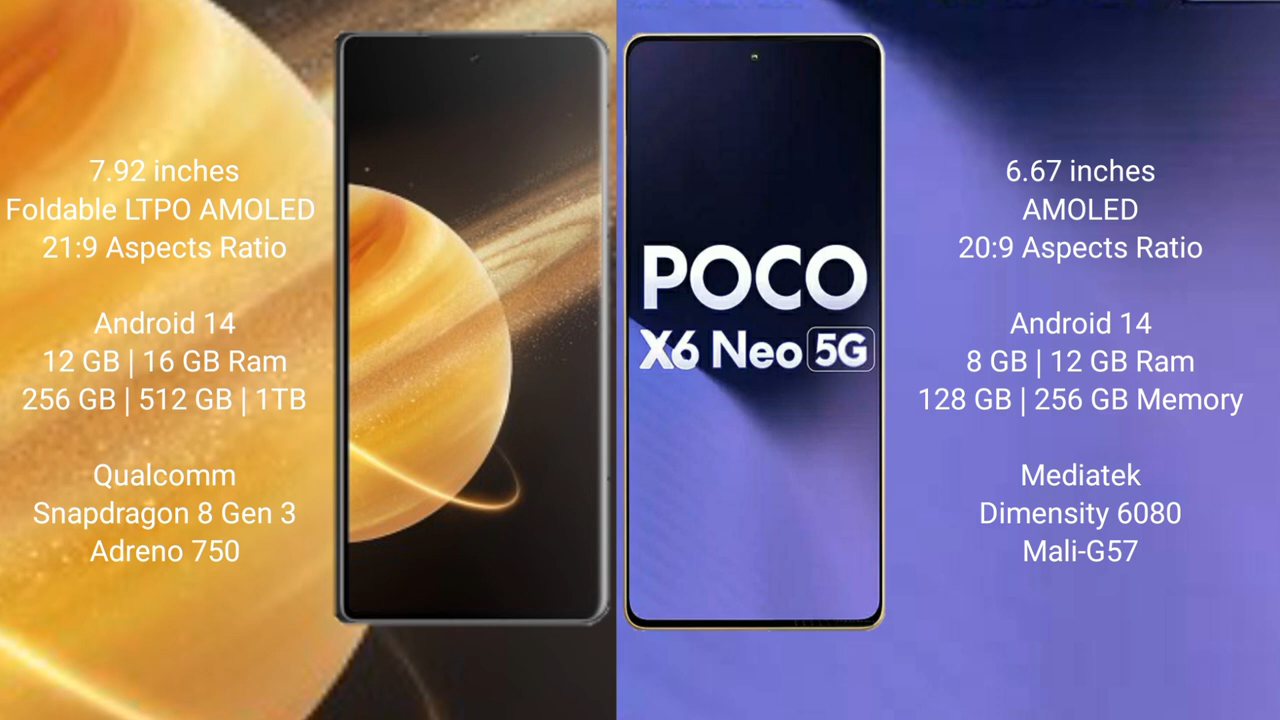 7.92 inches
Foldable LTPO AMOLED
21:9 Aspects Ratio
Android 14
12 GB | 16 GB Ram
256 GB | 512 GB | 1TB
Qualcomm
Snapdragon 8 Gen 3
Adreno 750
POCO
X6 Neo 5G
6.67 inches
AMOLED
20:9 Aspects Ratio
Android 14
8 GB | 12 GB Ram
128 GB | 256 GB Memory
Mediatek
Dimensity 6080
Mali-G57